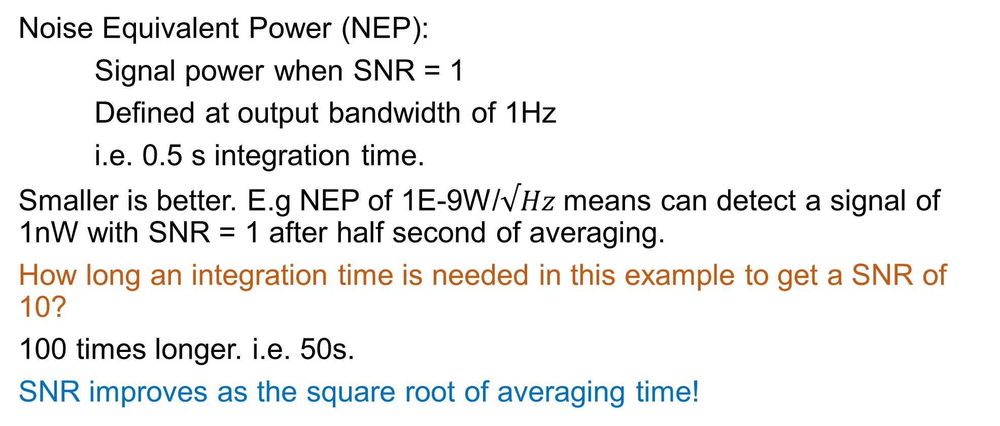 Noise Equivalent Power (NEP):
Signal power when SNR = 1
Defined at output bandwidth of 1Hz
i.e. 0.5 s integration time.
Smaller is better. E.g NEP of 1E-9W/√Hz means can detect a signal of
1nW with SNR = 1 after half second of averaging.
How long an integration time is needed in this example to get a SNR of
10?
100 times longer. i.e. 50s.
SNR improves as the square root of averaging time!